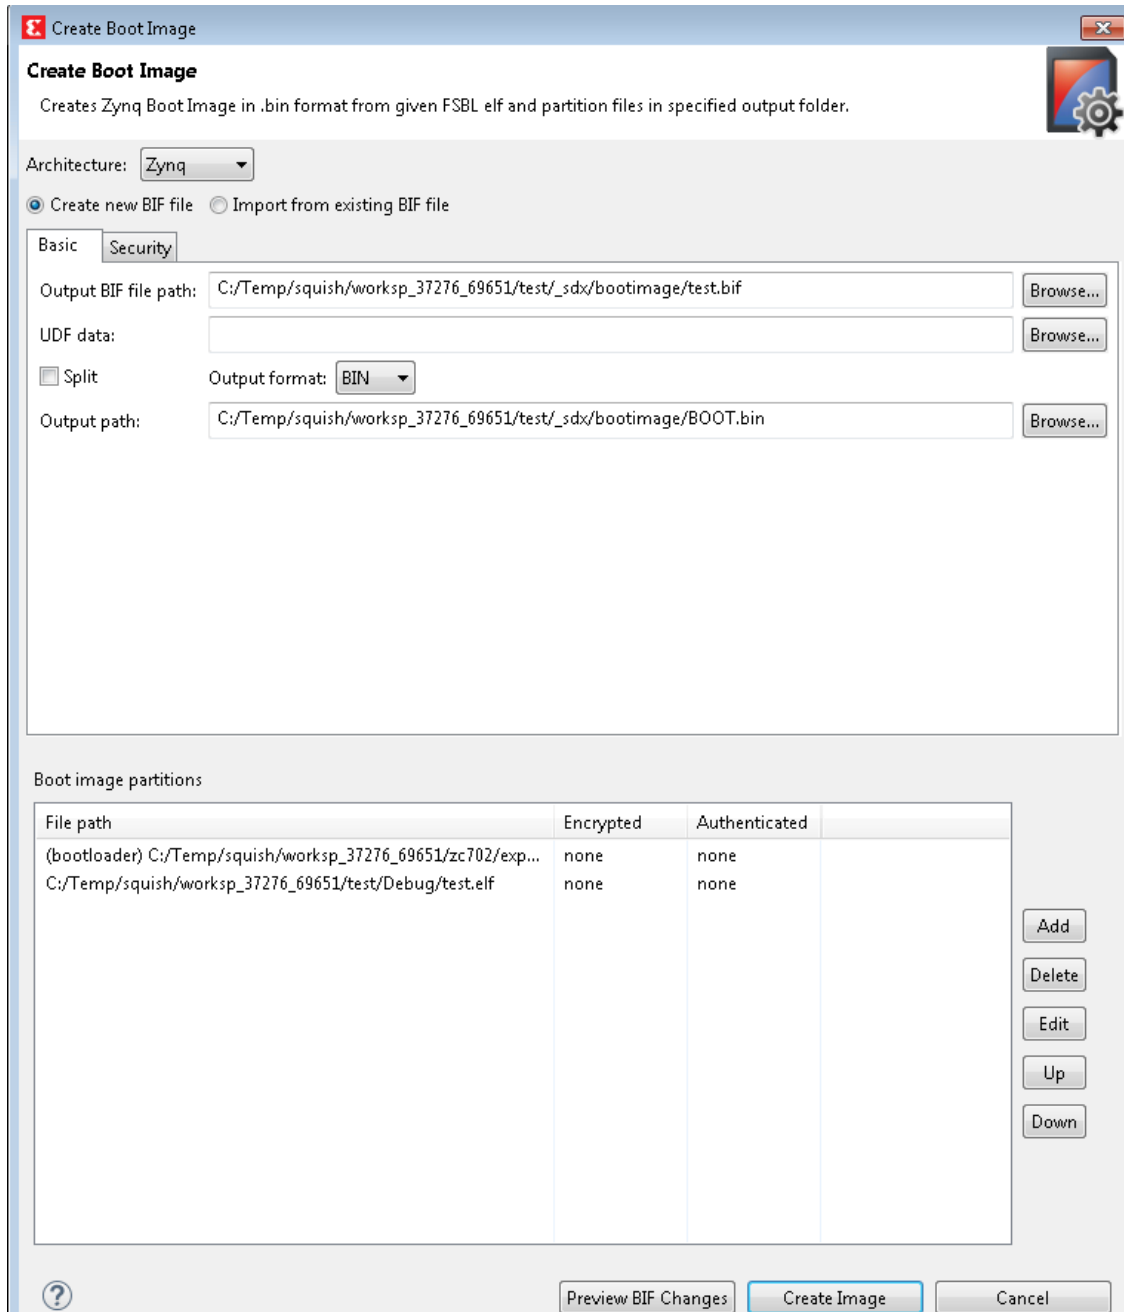 Create Boot Image
Create Boot Image
Creates Zynq Boot Image in .bin format from given FSBL elf and partition files in specified output folder.
Architecture: Zynq
Create new BIF file Import from existing BIF file
Basic Security
Output BIF file path: C:/Temp/squish/worksp_37276_69651/test/_sdx/bootimage/test.bif Browse...
UDF data: Browse...
Split Output format: BIN
Output path: C:/Temp/squish/worksp_37276_69651/test/_sdx/bootimage/BOOT.bin Browse...
Boot image partitions
File path Encrypted Authenticated
(bootloader) C:/Temp/squish/worksp_37276_69651/zc702/exp... none none
C:/Temp/squish/worksp_37276_69651/test/Debug/test.elf none none
Add
Delete
Edit
Up
Down
? Preview BIF Changes Create Image Cancel